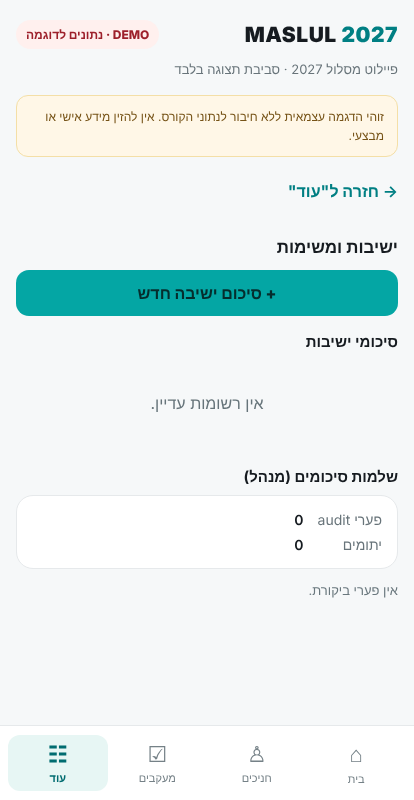 MASLUL 2027
DEMO · נתונים לדוגמה
פיילוט מסלול 2027 · סביבת תצוגה בלבד
זוהי הדגמה עצמאית ללא חיבור לנתוני הקורס. אין להזין מידע אישי או
מבצעי.
→ חזרה ל"עוד"
ישיבות ומשימות
+ סיכום ישיבה חדש
סיכומי ישיבות
אין רשומות עדיין.
שלמות סיכומים (מנהל)
פערי audit 0
יתומים 0
אין פערי ביקורת.
בית
חניכים
מעקבים
עוד